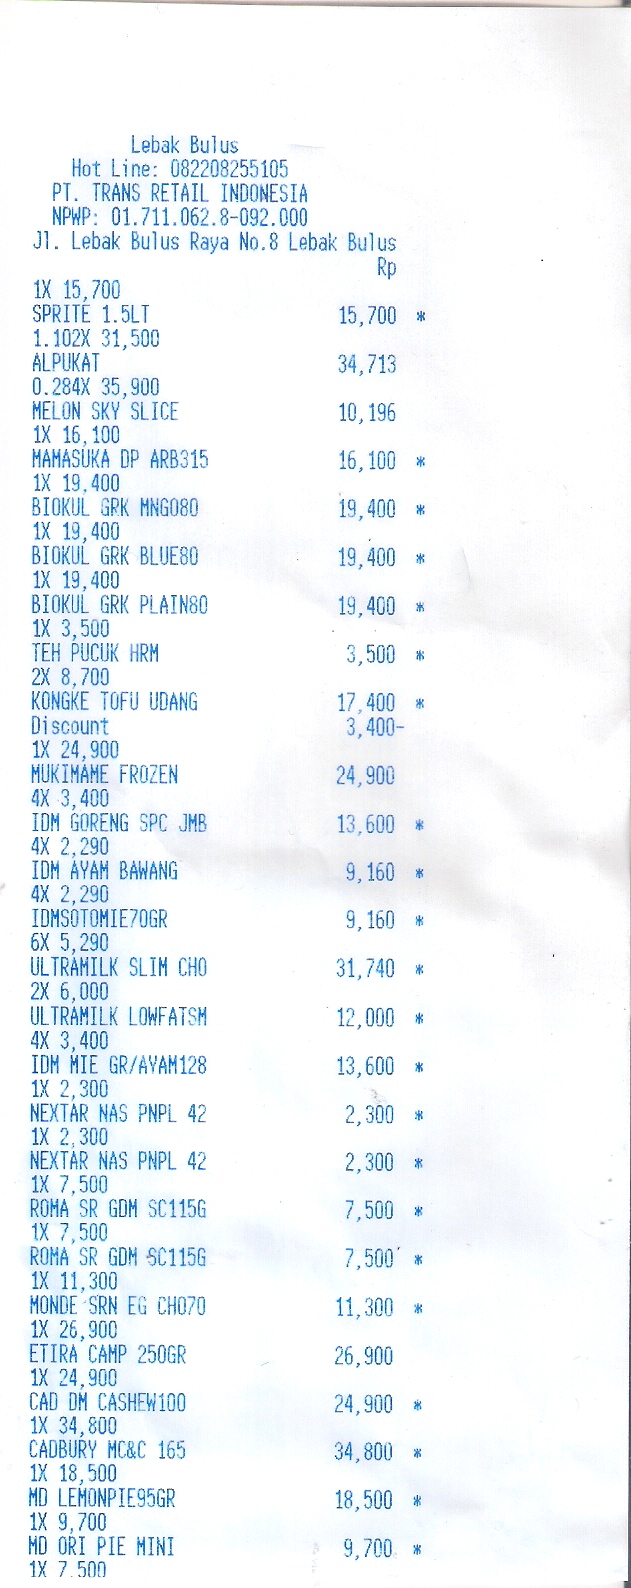 Lebak Bulus
Hot Line: 082208255105
PT. TRANS RETAIL INDONESIA
NPWP: 01.711.062.8-092.000
Jl. Lebak Bulus Raya No.8 Lebak Bulus
Rp
1X 15,700
SPRITE 1.5LT 15,700 *
1.102X 31,500
ALPUKAT 34,713
0.284X 35,900
MELON SKY SLICE 10,196
1X 16,100
MAMASUKA DP ARB315 16,100 *
1X 19,400
BIOKUL GRK MNGO80 19,400 *
1X 19,400
BIOKUL GRK BLUE80 19,400 *
1X 19,400
BIOKUL GRK PLAIN80 19,400 *
1X 3,500
TEH PUCUK HRM 3,500 *
2X 8,700
KONGKE TOFU UDANG 17,400 *
Discount 3,400-
1X 24,900
MUKIMAME FROZEN 24,900
4X 3,400
IDM GORENG SPC JMB 13,600 *
4X 2,290
IDM AYAM BAWANG 9,160 *
4X 2,290
IDMSOTOMIE70GR 9,160 *
6X 5,290
ULTRAMILK SLIM CHO 31,740 *
2X 6,000
ULTRAMILK LOWFATSM 12,000 *
4X 3,400
IDM MIE GR/AYAM128 13,600 *
1X 2,300
NEXTAR NAS PNPL 42 2,300 *
1X 2,300
NEXTAR NAS PNPL 42 2,300 *
1X 7,500
ROMA SR GDM SC115G 7,500 *
1X 7,500
ROMA SR GDM SC115G 7,500 *
1X 11,300
MONDE SRN EG CHO70 11,300 *
1X 26,900
ETIRA CAMP 250GR 26,900
1X 24,900
CAD DM CASHEW100 24,900 *
1X 34,800
CADBURY MC&C 165 34,800 *
1X 18,500
MD LEMONPIE95GR 18,500 *
1X 9,700
MD ORI PIE MINI 9,700 *
1X 7,500